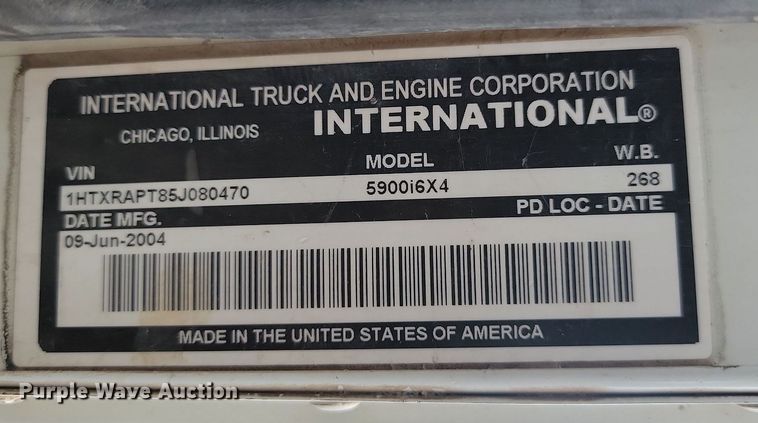 INTERNATIONAL TRUCK AND ENGINE CORPORATION
CHICAGO, ILLINOIS INTERNATIONAL®
VIN MODEL W.B.
1HTXRAPT85J080470 5900i6X4 268
DATE MFG. PD LOC - DATE
09-Jun-2004
MADE IN THE UNITED STATES OF AMERICA
Purple Wave Auction